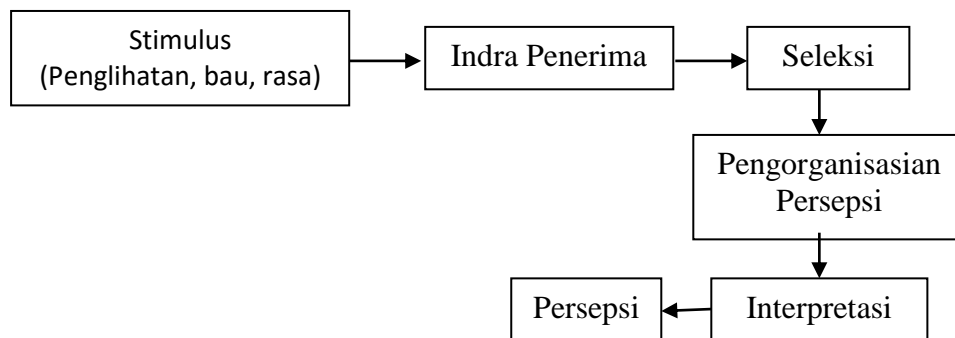 Stimulus
(Penglihatan, bau, rasa)
Indra Penerima
Seleksi
Pengorganisasian
Persepsi
Interpretasi
Persepsi